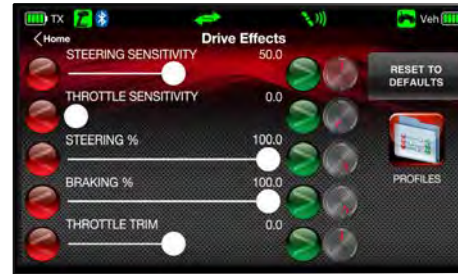 TX Veh
Home Drive Effects
STEERING SENSITIVITY 50.0
RESET TO
DEFAULTS
THROTTLE SENSITIVITY 0.0
STEERING % 100.0
PROFILES
BRAKING % 100.0
THROTTLE TRIM 0.0